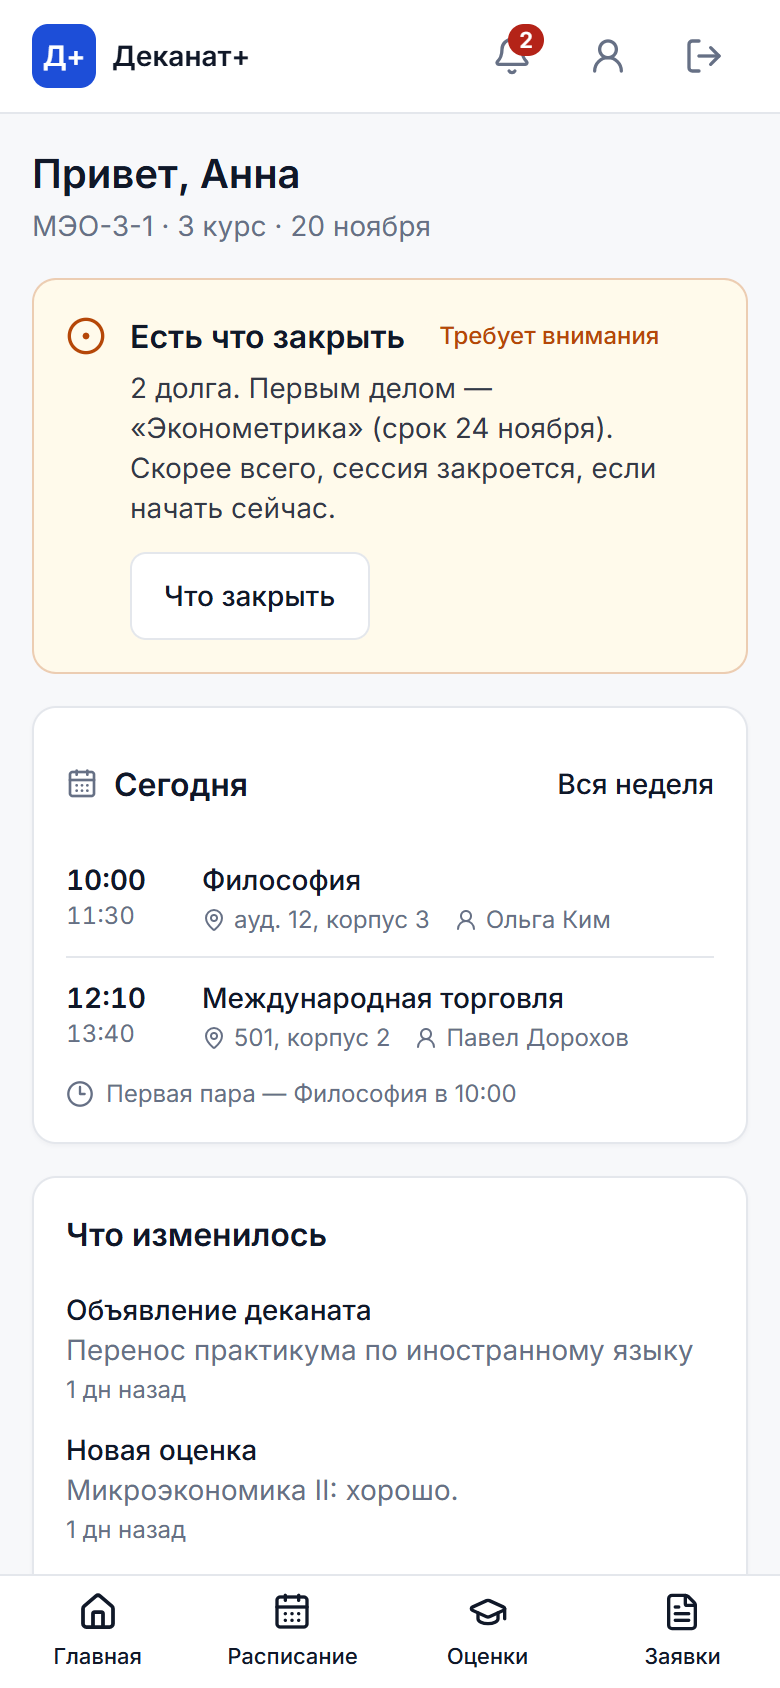 Д+ Деканат+ 2
Привет, Анна
МЭО-3-1 · 3 курс · 20 ноября
Есть что закрыть Требует внимания
2 долга. Первым делом —
«Эконометрика» (срок 24 ноября).
Скорее всего, сессия закроется, если
начать сейчас.
Что закрыть
Сегодня Вся неделя
10:00 Философия
11:30 ауд. 12, корпус 3 Ольга Ким
12:10 Международная торговля
13:40 501, корпус 2 Павел Дорохов
Первая пара — Философия в 10:00
Что изменилось
Объявление деканата
Перенос практикума по иностранному языку
1 дн назад
Новая оценка
Микроэкономика II: хорошо.
1 дн назад
Главная Расписание Оценки Заявки